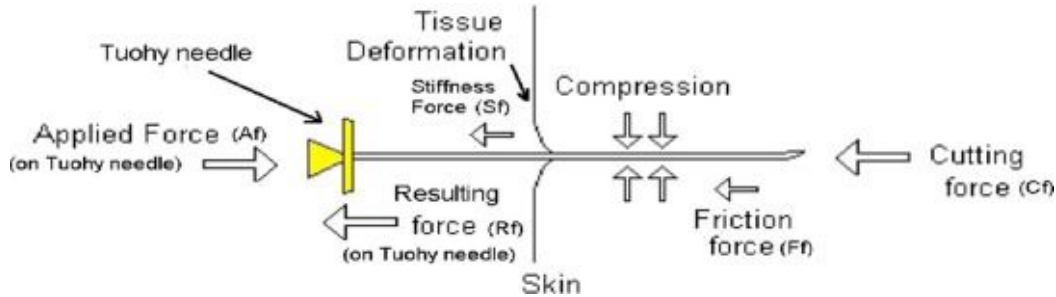 Tissue
Deformation
Tuohy needle
Stiffness
Force (Sf)
Compression
Applied Force (Af)
(on Tuohy needle)
Cutting
force (Cf)
Resulting
force (Rf)
(on Tuohy needle)
Friction
force (Ff)
Skin